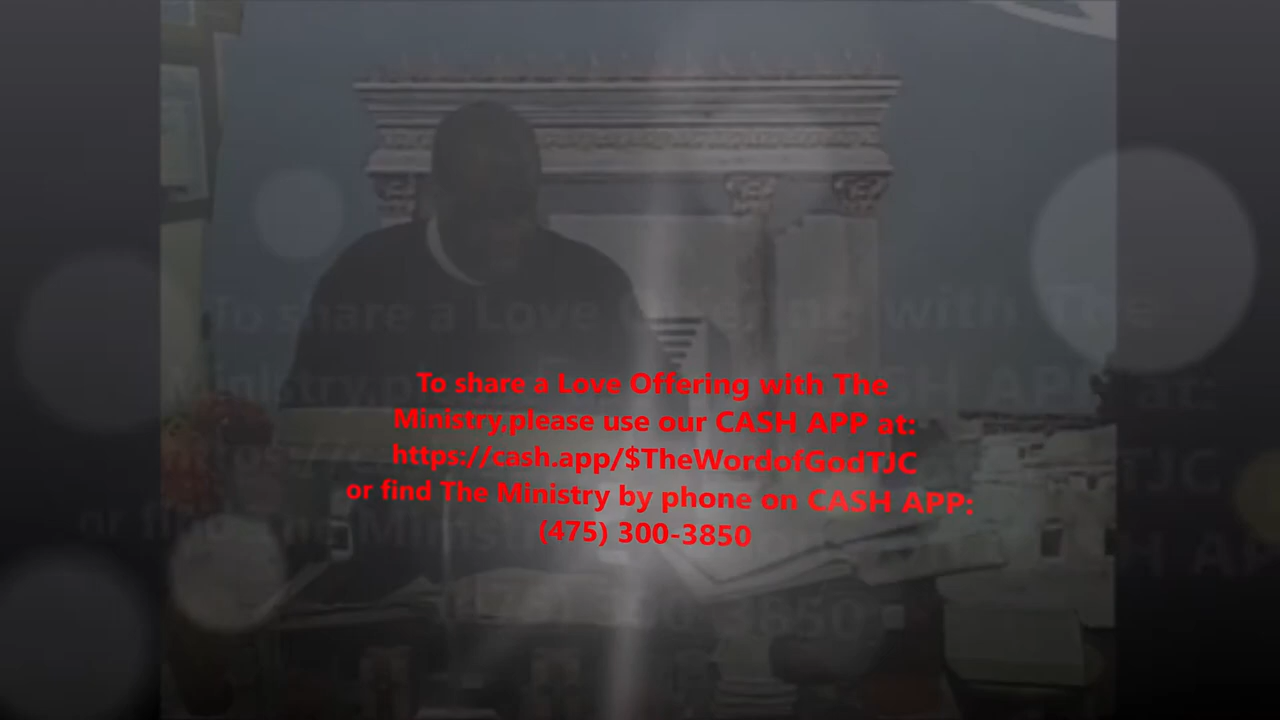 To share a Love Offering with The
Ministry,please use our CASH APP at:
https://cash.app/$TheWordofGodTJC
or find The Ministry by phone on CASH APP:
(475) 300-3850